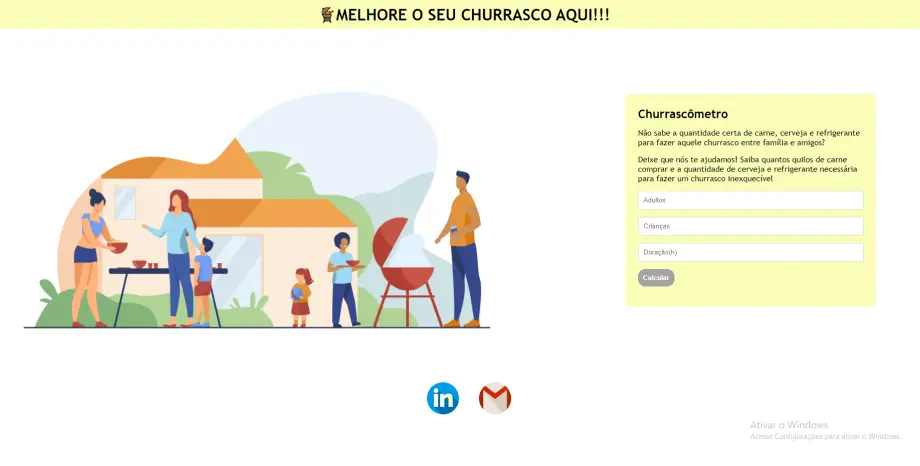 MELHORE O SEU CHURRASCO AQUI!!!
Churrascômetro
Não sabe a quantidade certa de carne, cerveja e refrigerante
para fazer aquele churrasco entre família e amigos?
Deixe que nós te ajudamos! Saiba quantos quilos de carne
comprar e a quantidade de cerveja e refrigerante necessária
para fazer um churrasco inexquecível
Adultos
Crianças
Duração(h)
Calcular
in
Ativar o Windows
Acesse Configurações para ativar o Windows.